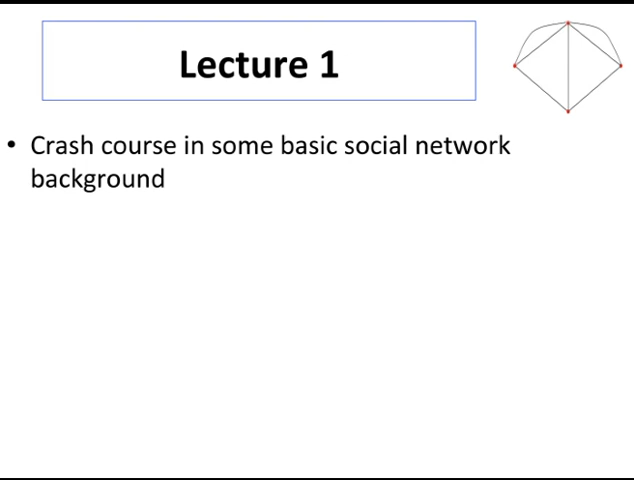 Lecture 1
• Crash course in some basic social network
background